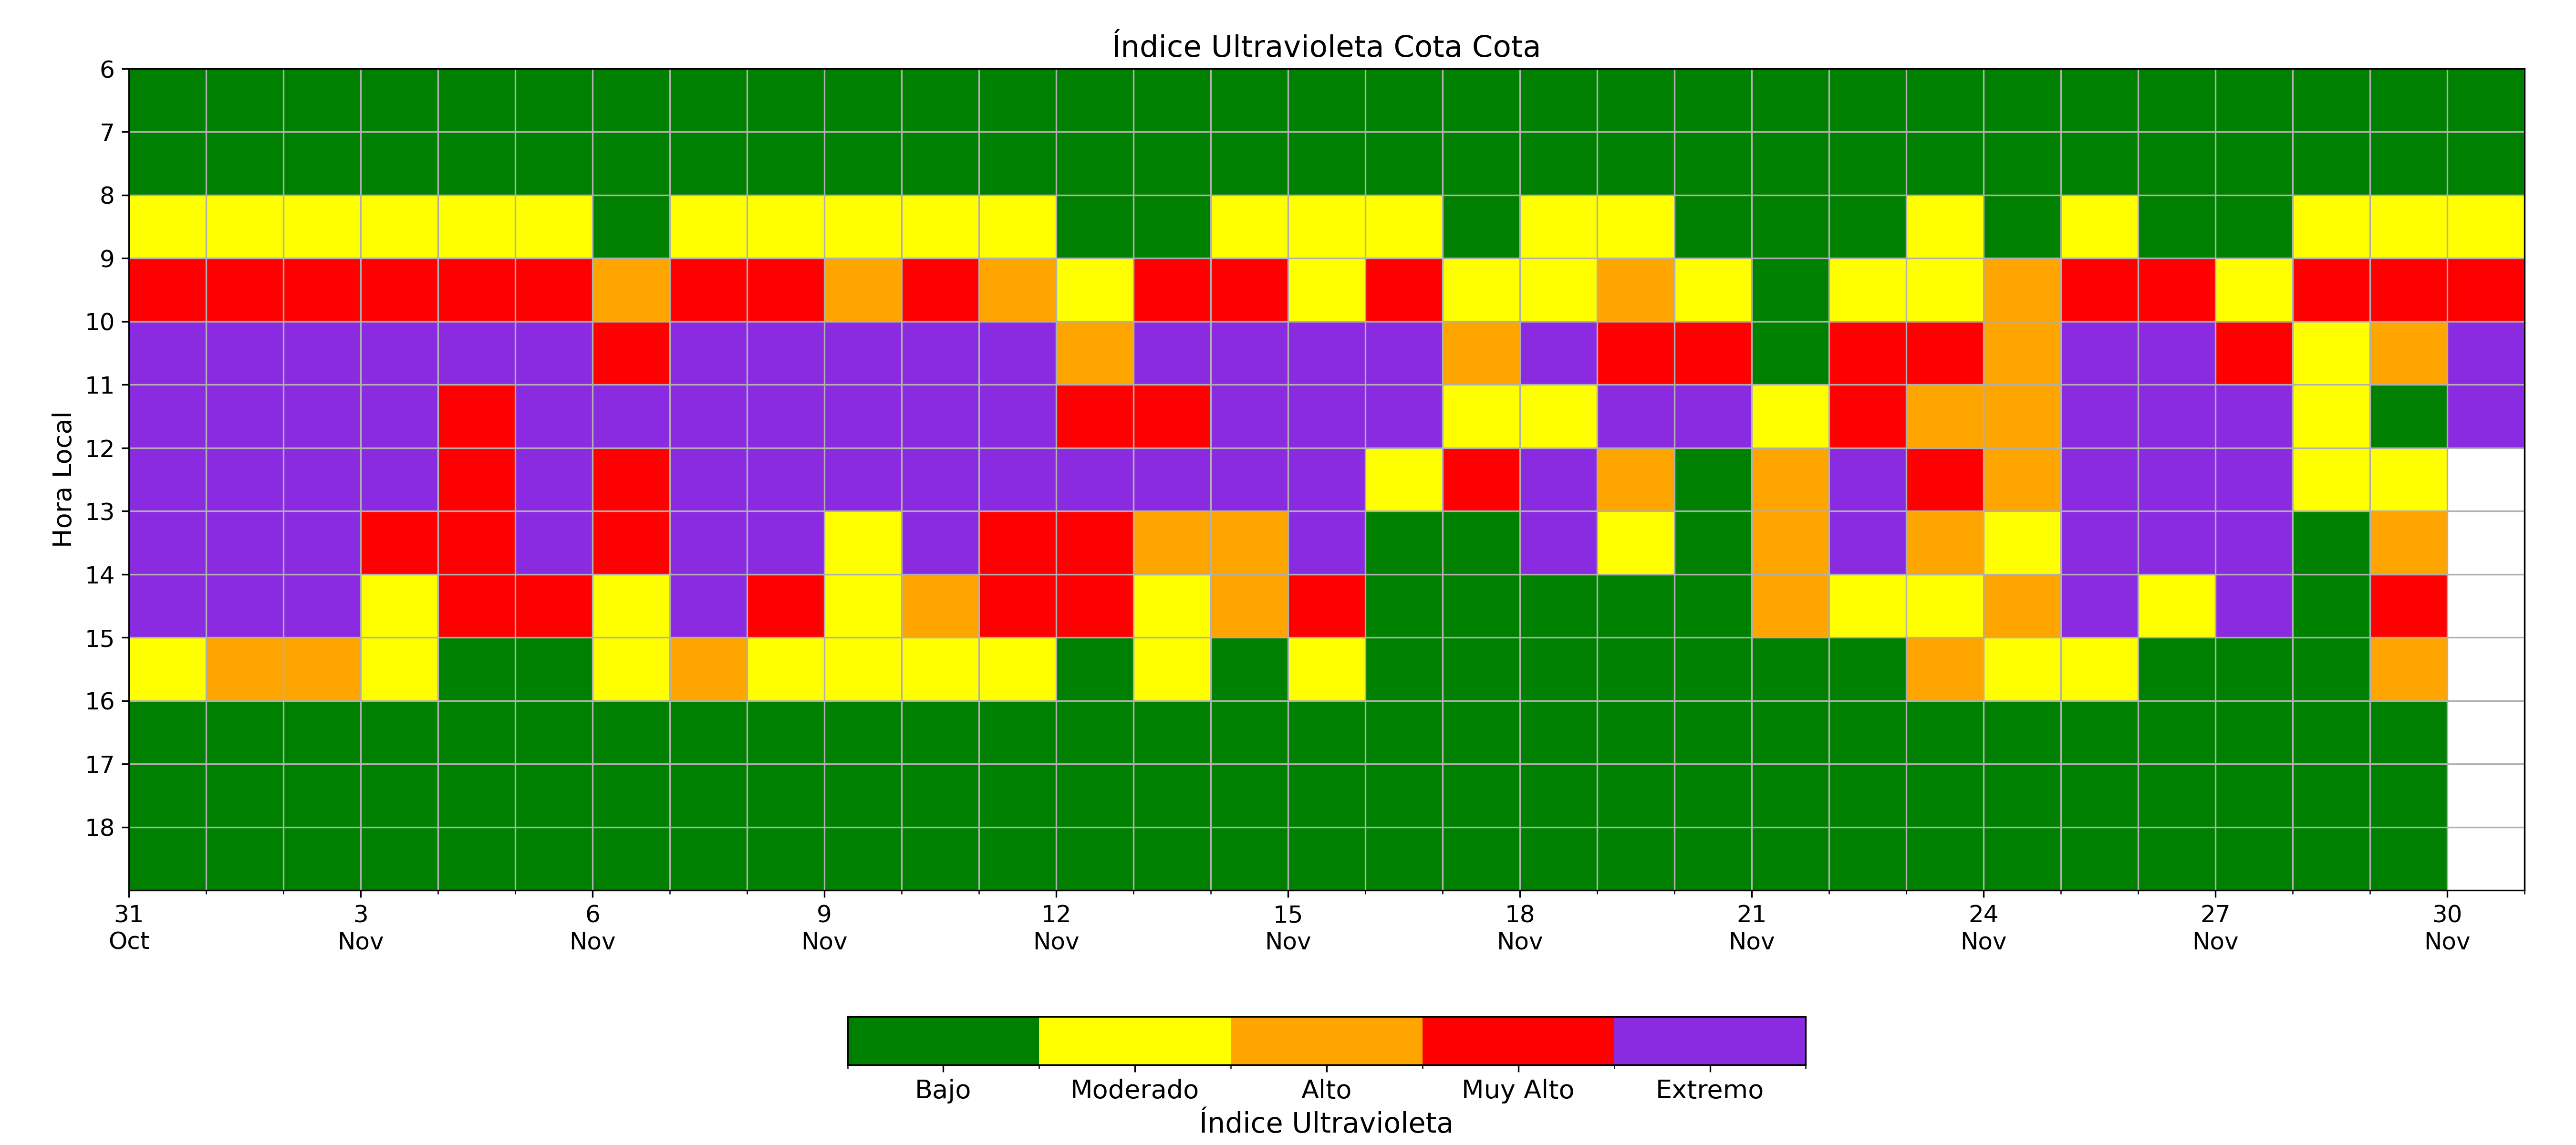 Índice Ultravioleta Cota Cota
Hora Local
6
7
8
9
10
11
12
13
14
15
16
17
18
31 3 6 9 12 15 18 21 24 27 30
Oct Nov Nov Nov Nov Nov Nov Nov Nov Nov Nov
Bajo Moderado Alto Muy Alto Extremo
Índice Ultravioleta